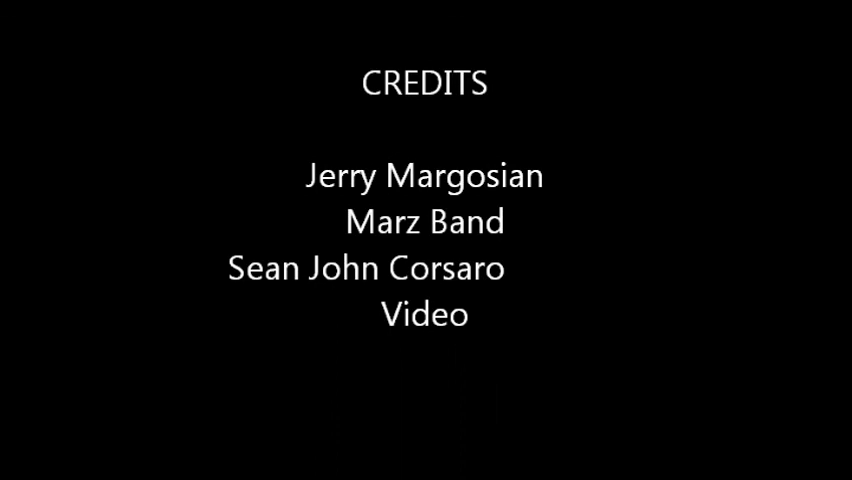 CREDITS
Jerry Margosian
Marz Band
Sean John Corsaro
Video